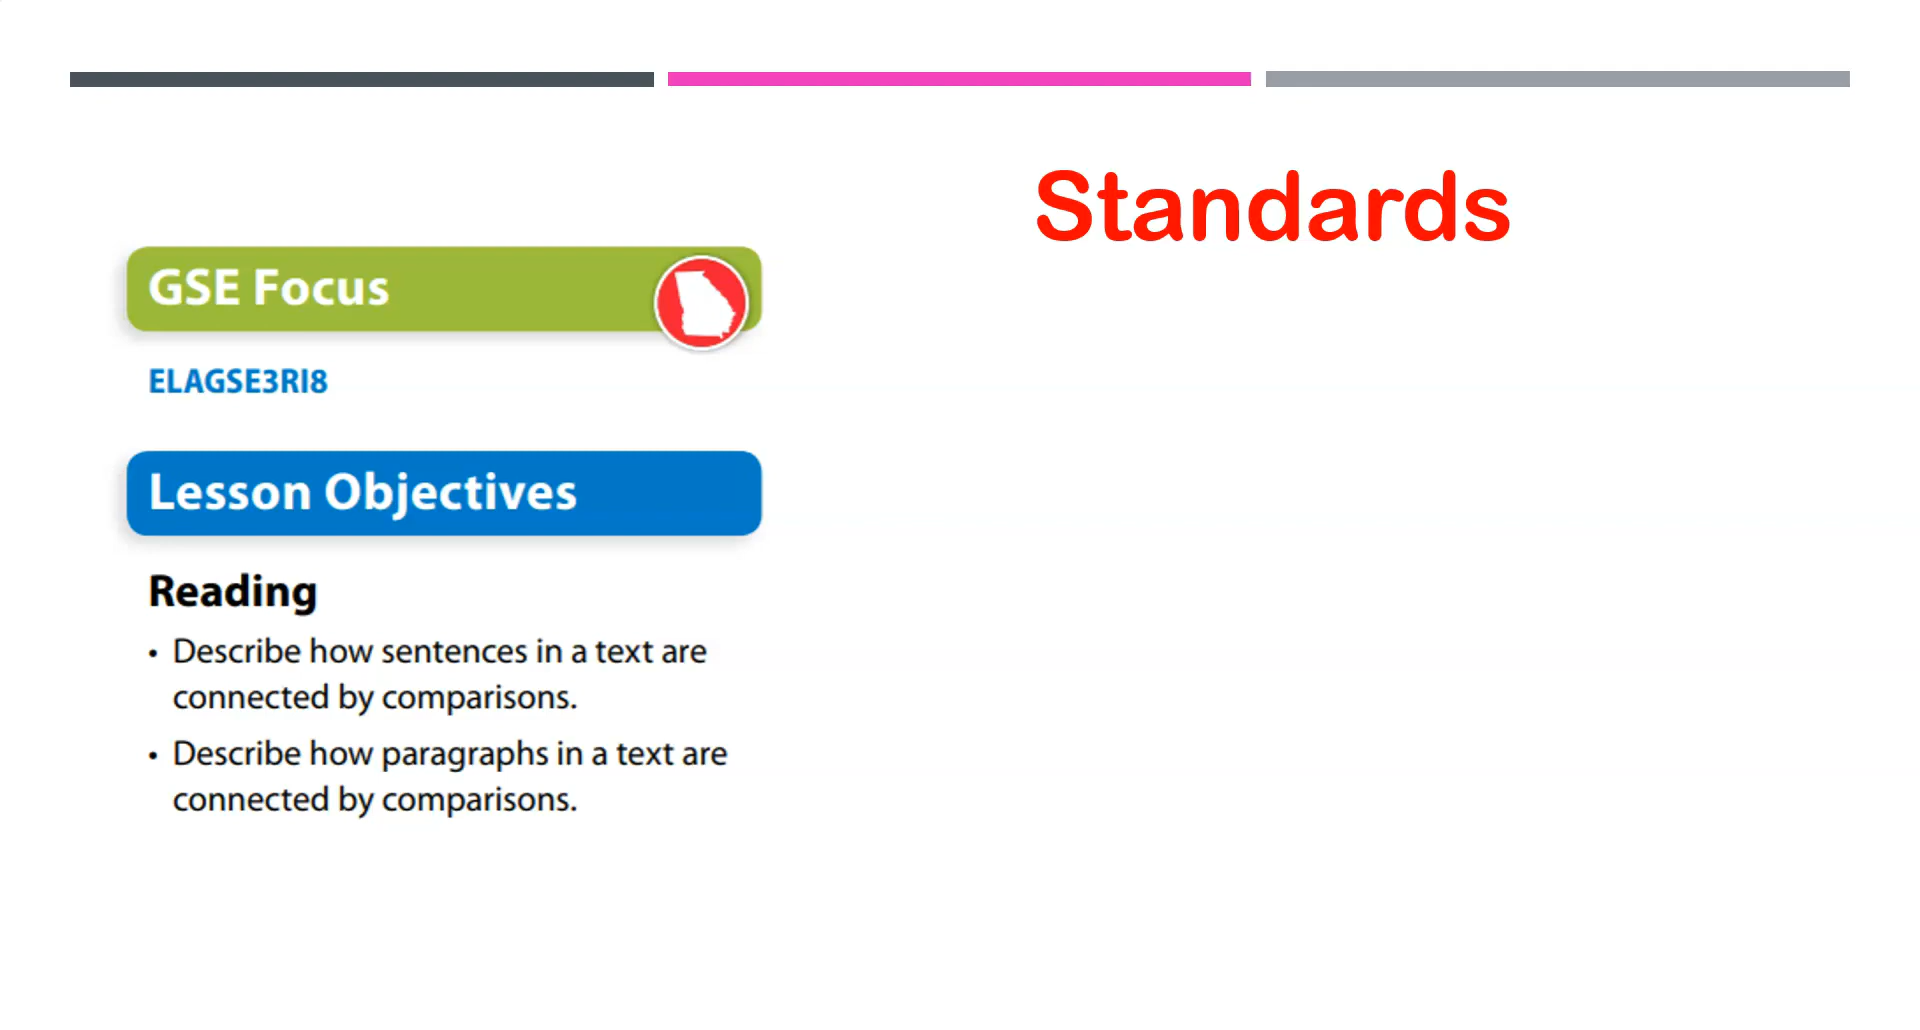 Standards
GSE Focus
ELAGSE3RI8
Lesson Objectives
Reading
• Describe how sentences in a text are
connected by comparisons.
• Describe how paragraphs in a text are
connected by comparisons.